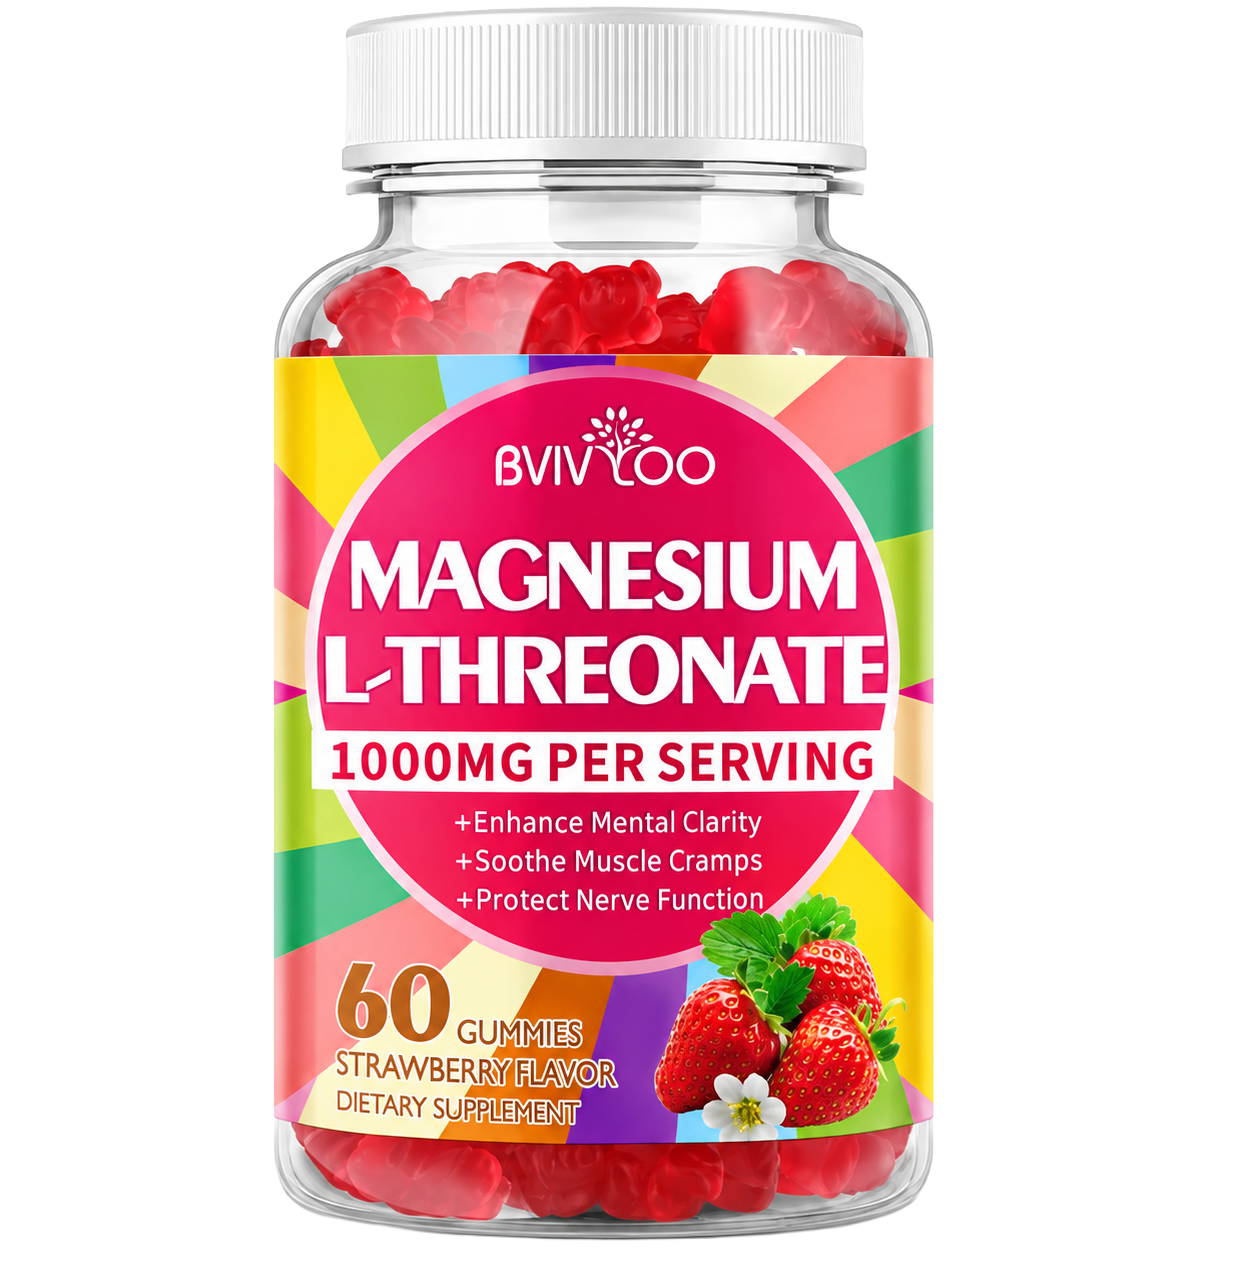 BVIVYOO
MAGNESIUM
L-THREONATE
1000MG PER SERVING
+Enhance Mental Clarity
+Soothe Muscle Cramps
+Protect Nerve Function
60 GUMMIES
STRAWBERRY FLAVOR
DIETARY SUPPLEMENT